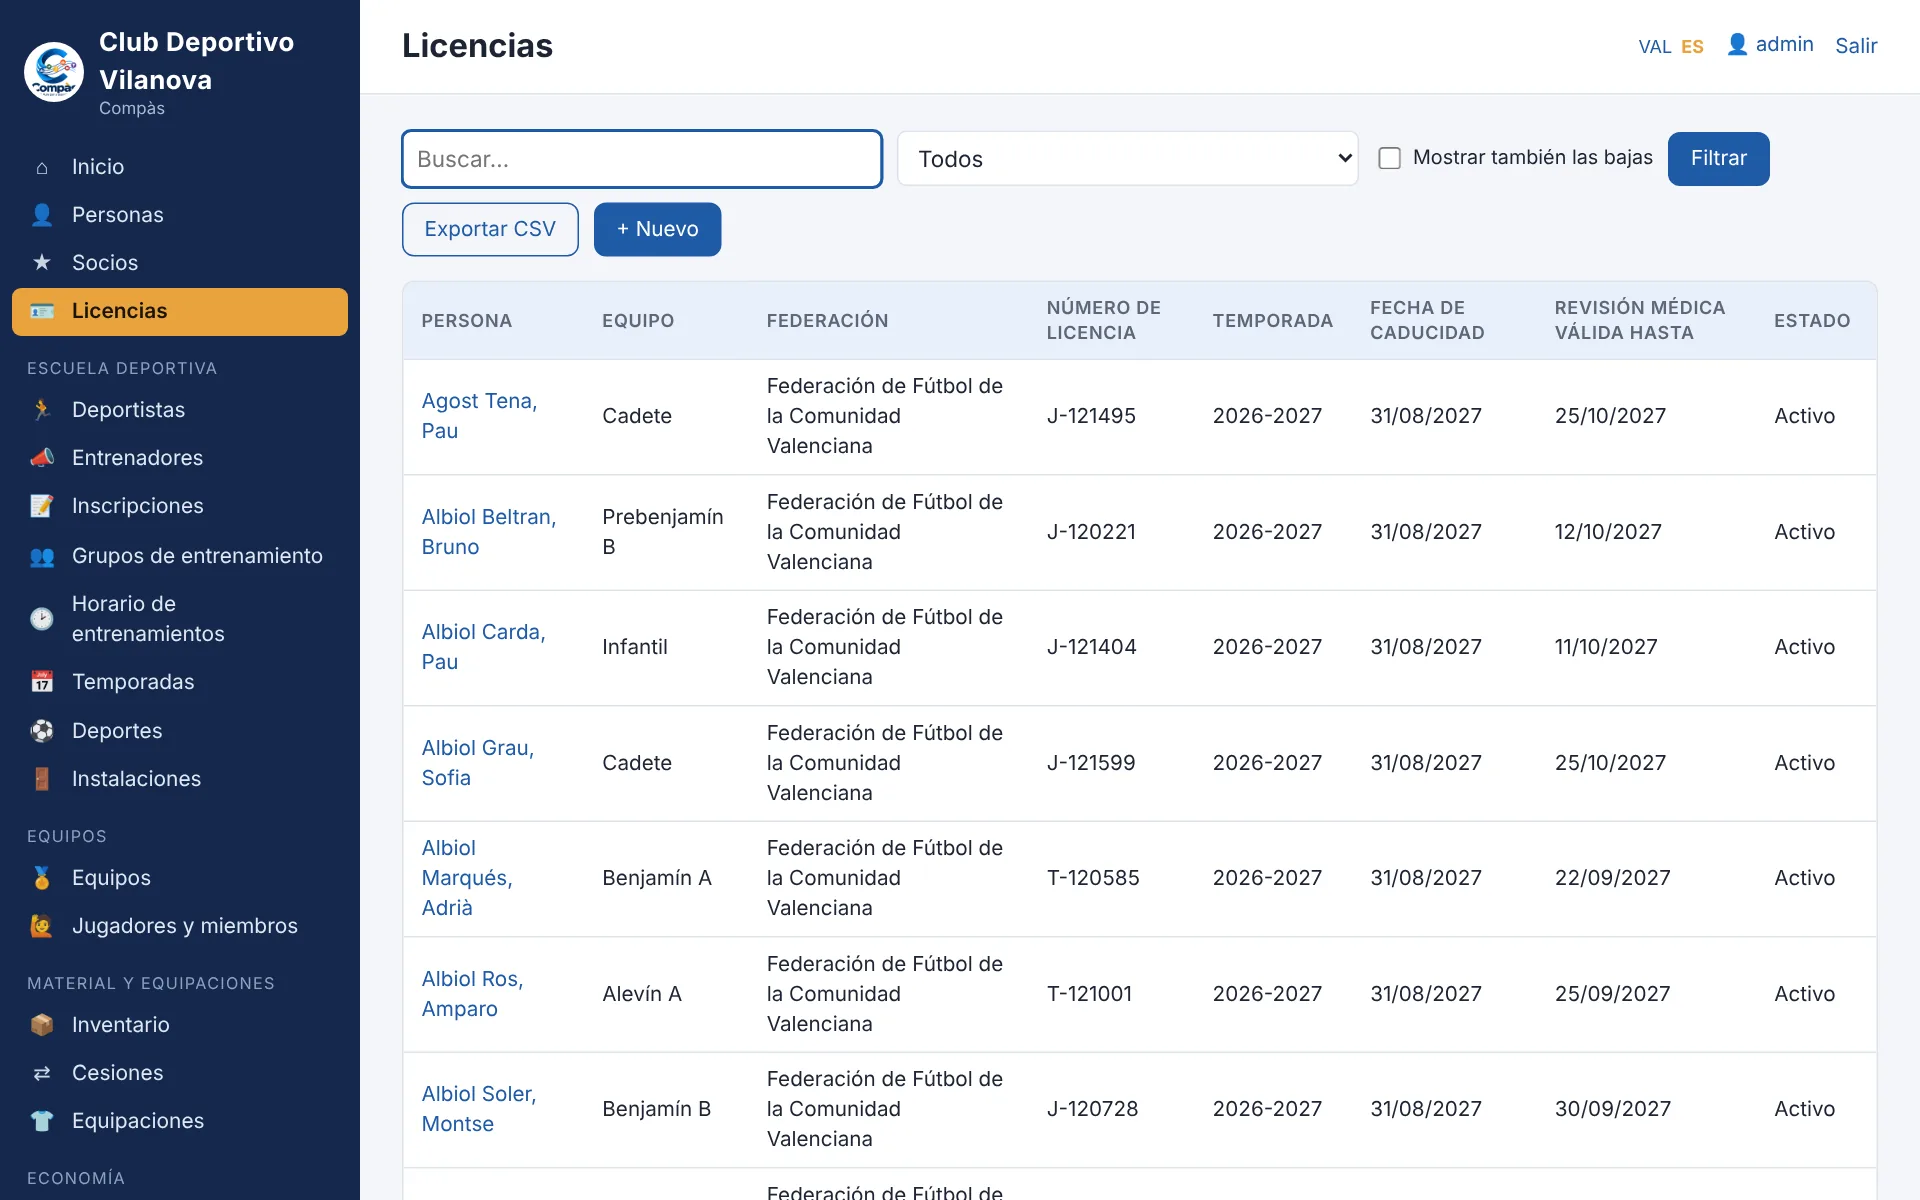 Club Deportivo
Vilanova
Compàs
Compàs
Inicio
Personas
Socios
Licencias
ESCUELA DEPORTIVA
Deportistas
Entrenadores
Inscripciones
Grupos de entrenamiento
Horario de
entrenamientos
Temporadas
Deportes
Instalaciones
EQUIPOS
Equipos
Jugadores y miembros
MATERIAL Y EQUIPACIONES
Inventario
Cesiones
Equipaciones
ECONOMÍA
Licencias
VAL ES admin Salir
Buscar... Todos Mostrar también las bajas Filtrar
Exportar CSV + Nuevo
PERSONA EQUIPO FEDERACIÓN NÚMERO DE LICENCIA TEMPORADA FECHA DE CADUCIDAD REVISIÓN MÉDICA VÁLIDA HASTA ESTADO
Agost Tena, Pau Cadete Federación de Fútbol de la Comunidad Valenciana J-121495 2026-2027 31/08/2027 25/10/2027 Activo
Albiol Beltran, Bruno Prebenjamín B Federación de Fútbol de la Comunidad Valenciana J-120221 2026-2027 31/08/2027 12/10/2027 Activo
Albiol Carda, Pau Infantil Federación de Fútbol de la Comunidad Valenciana J-121404 2026-2027 31/08/2027 11/10/2027 Activo
Albiol Grau, Sofia Cadete Federación de Fútbol de la Comunidad Valenciana J-121599 2026-2027 31/08/2027 25/10/2027 Activo
Albiol Marqués, Adrià Benjamín A Federación de Fútbol de la Comunidad Valenciana T-120585 2026-2027 31/08/2027 22/09/2027 Activo
Albiol Ros, Amparo Alevín A Federación de Fútbol de la Comunidad Valenciana T-121001 2026-2027 31/08/2027 25/09/2027 Activo
Albiol Soler, Montse Benjamín B Federación de Fútbol de la Comunidad Valenciana J-120728 2026-2027 31/08/2027 30/09/2027 Activo
Federación de Fútbol de